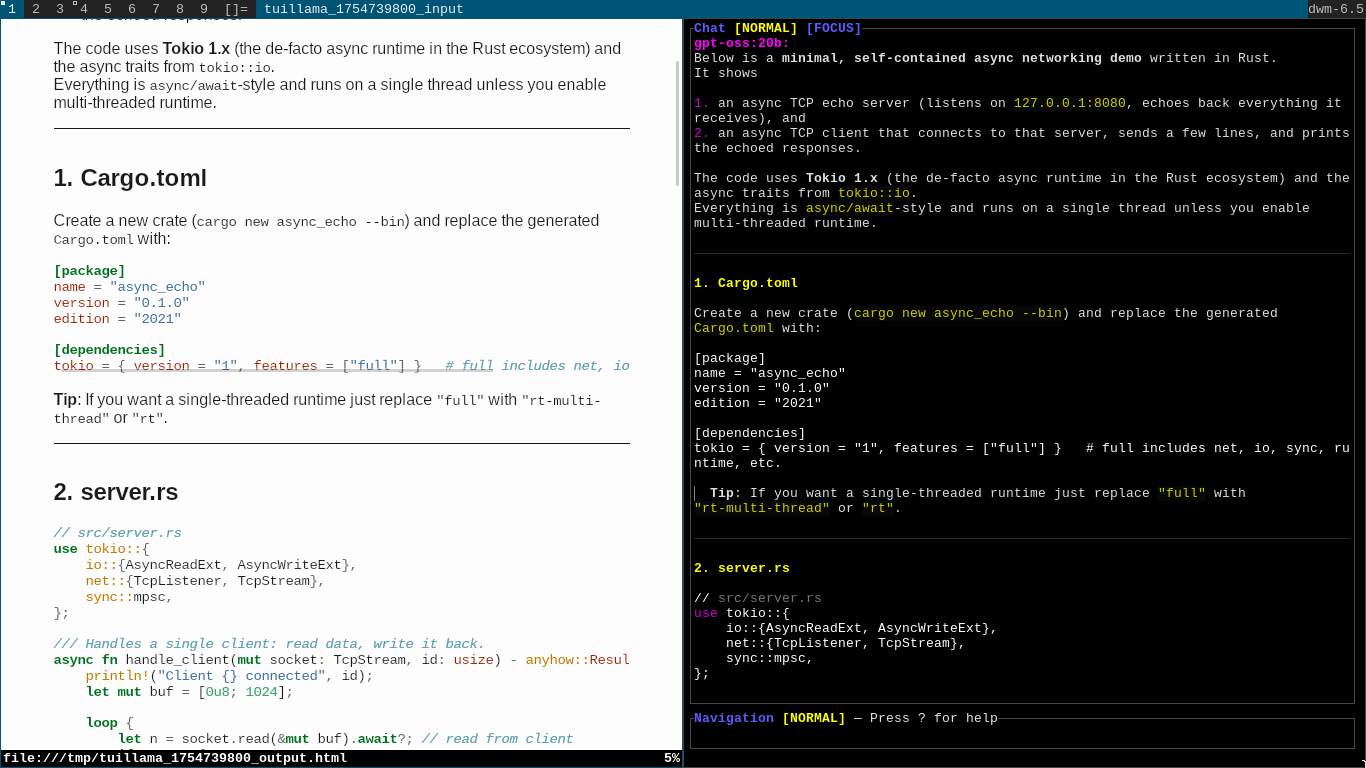 1 2 3 4 5 6 7 8 9 []= tuillama_1754739800_input dwm-6.5
The code uses Tokio 1.x (the de-facto async runtime in the Rust ecosystem) and
the async traits from tokio::io.
Everything is async/await-style and runs on a single thread unless you enable
multi-threaded runtime.
1. Cargo.toml
Create a new crate (cargo new async_echo --bin) and replace the generated
Cargo.toml with:
[package]
name = "async_echo"
version = "0.1.0"
edition = "2021"
[dependencies]
tokio = { version = "1", features = ["full"] }   # full includes net, io
Tip: If you want a single-threaded runtime just replace "full" with "rt-multi-
thread" or "rt".
2. server.rs
// src/server.rs
use tokio::{
    io::{AsyncReadExt, AsyncWriteExt},
    net::{TcpListener, TcpStream},
    sync::mpsc,
};
/// Handles a single client: read data, write it back.
async fn handle_client(mut socket: TcpStream, id: usize) - anyhow::Resul
    println!("Client {} connected", id);
    let mut buf = [0u8; 1024];
    loop {
        let n = socket.read(&mut buf).await?; // read from client
file:///tmp/tuillama_1754739800_output.html 5%
Chat [NORMAL] [FOCUS]
gpt-oss:20b:
Below is a minimal, self-contained async networking demo written in Rust.
It shows
1. an async TCP echo server (listens on 127.0.0.1:8080, echoes back everything it
receives), and
2. an async TCP client that connects to that server, sends a few lines, and prints
the echoed responses.
The code uses Tokio 1.x (the de-facto async runtime in the Rust ecosystem) and the
async traits from tokio::io.
Everything is async/await-style and runs on a single thread unless you enable
multi-threaded runtime.
1. Cargo.toml
Create a new crate (cargo new async_echo --bin) and replace the generated
Cargo.toml with:
[package]
name = "async_echo"
version = "0.1.0"
edition = "2021"
[dependencies]
tokio = { version = "1", features = ["full"] }   # full includes net, io, sync, ru
ntime, etc.
Tip: If you want a single-threaded runtime just replace "full" with
"rt-multi-thread" or "rt".
2. server.rs
// src/server.rs
use tokio::{
    io::{AsyncReadExt, AsyncWriteExt},
    net::{TcpListener, TcpStream},
    sync::mpsc,
};
Navigation [NORMAL] — Press ? for help